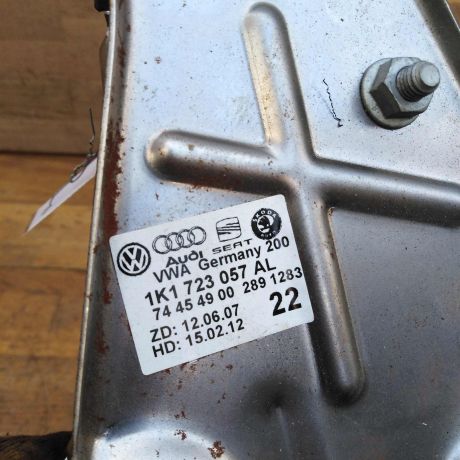 AUDI SEAT SKODA
VWA Germany 200
1K1 723 057 AL
74 45 49 00 289 1283
ZD: 12.06.07 22
HD: 15.02.12